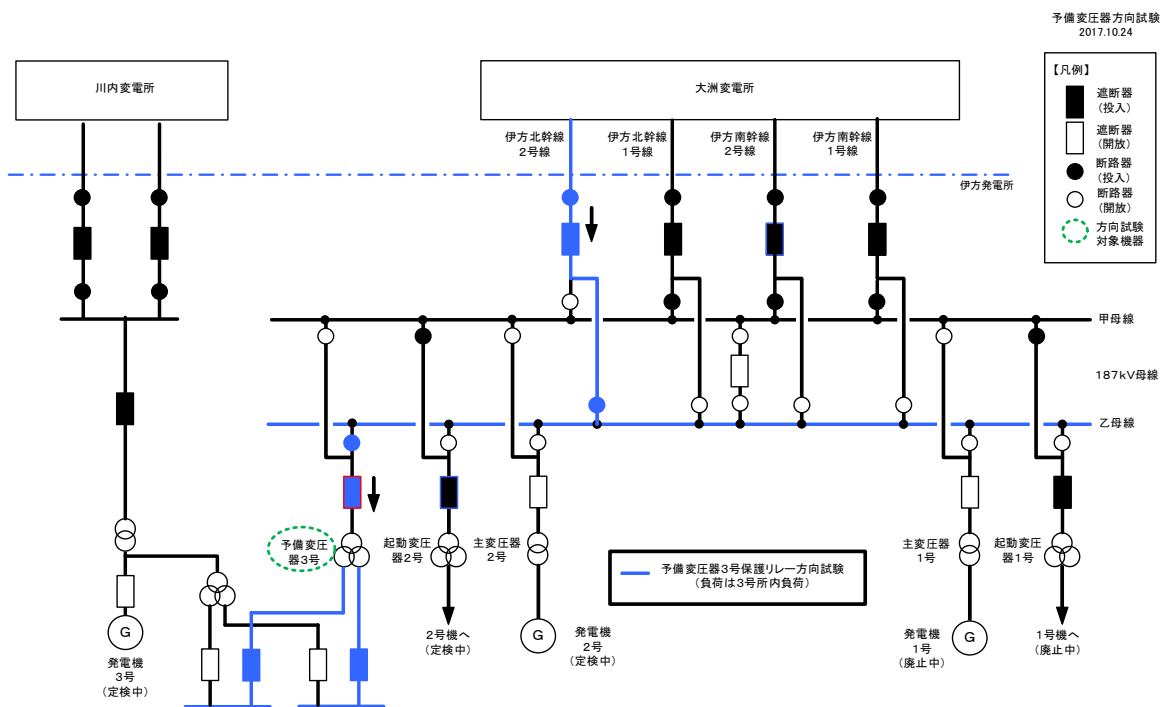 予備変圧器方向試験
2017.10.24
【凡例】
遮断器
(投入)
遮断器
(開放)
断路器
(投入)
断路器
(開放)
方向試験
対象機器
川内変電所
大洲変電所
伊方北幹線
2号線
伊方北幹線
1号線
伊方南幹線
2号線
伊方南幹線
1号線
伊方発電所
甲母線
187kV母線
乙母線
予備変圧
器3号
起動変圧
器2号
主変圧器
2号
主変圧器
1号
起動変圧
器1号
予備変圧器3号保護リレー方向試験
(負荷は3号所内負荷)
G
発電機
3号
(定検中)
2号機へ
(定検中)
G
発電機
2号
(定検中)
発電機
1号
(廃止中)
G
1号機へ
(廃止中)